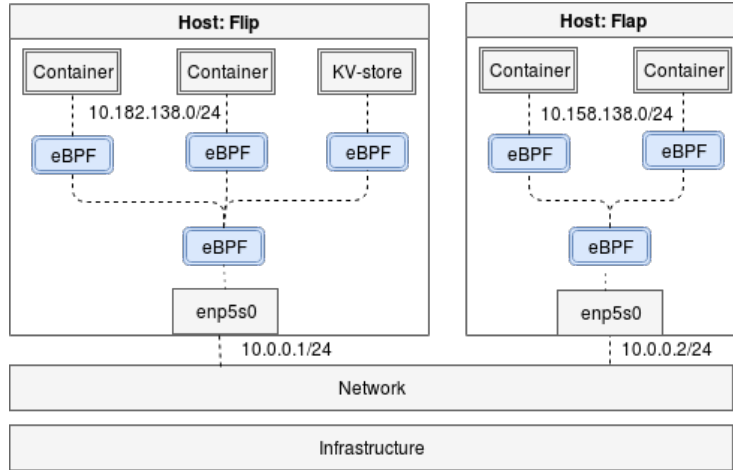 Host: Flip
Host: Flap
Container
Container
KV-store
Container
Container
10.182.138.0/24
10.158.138.0/24
eBPF
eBPF
eBPF
eBPF
eBPF
eBPF
eBPF
enp5s0
enp5s0
10.0.0.1/24
10.0.0.2/24
Network
Infrastructure